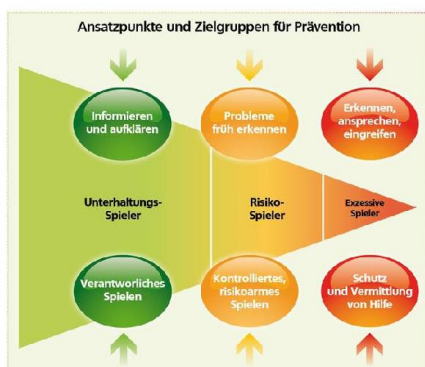 Ansatzpunkte und Zielgruppen für Prävention
Informieren
und aufklären
Probleme
früh erkennen
Erkennen,
ansprechen,
eingreifen
Unterhaltungs-
Spieler
Risiko-
Spieler
Exzessive
Spieler
Verantworliches
Spielen
Kontrolliertes,
risikoarmes
Spielen
Schutz
und Vermittlung
von Hilfe